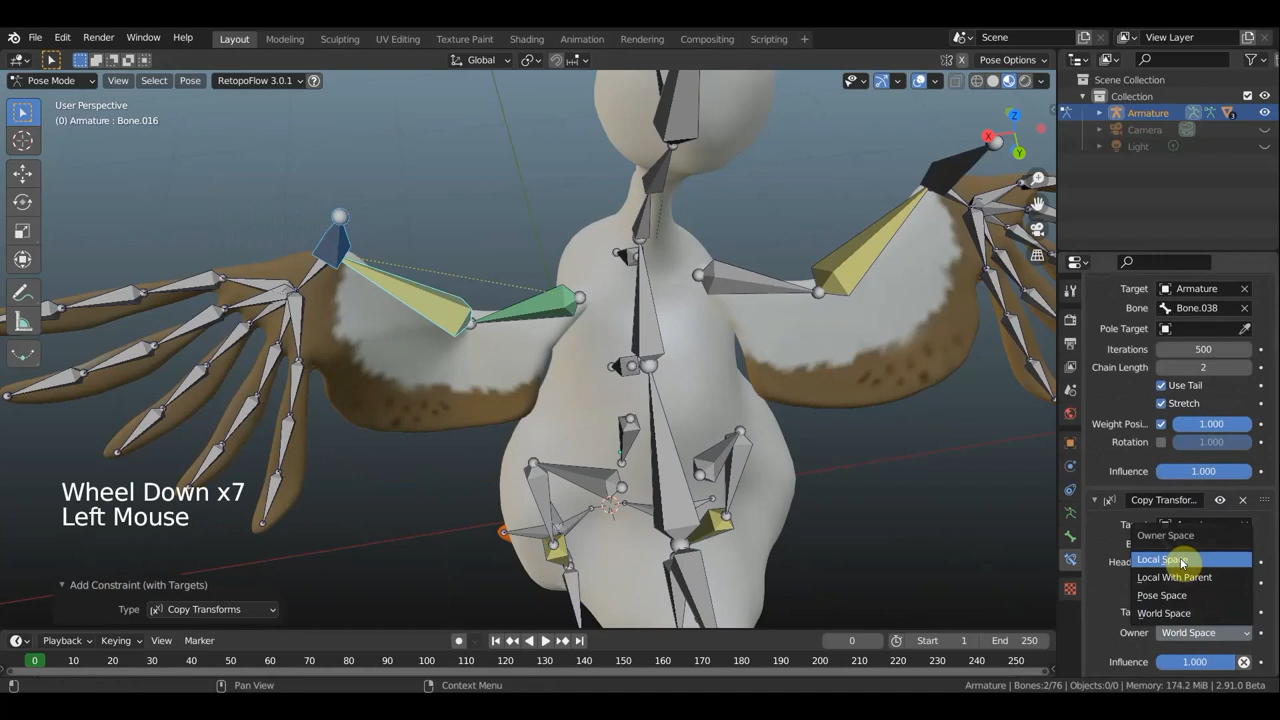 File Edit Render Window Help Layout Modeling Sculpting UV Editing Texture Paint Shading Animation Rendering Compositing Scripting + Scene View Layer
Global X Pose Options
Pose Mode View Select Pose RetopoFlow 3.0.1
Scene Collection
Collection
Armature
Camera
Light
User Perspective
(0) Armature : Bone.016
Z
X
Y
Target Armature
Bone Bone.038
Pole Target
Iterations 500
Chain Length 2
Use Tail
Stretch
Weight Posi... 1.000
Rotation 1.000
Influence 1.000
Copy Transfor...
Owner Space
Local Space
Local With Parent
Pose Space
World Space
Owner World Space
Influence 1.000
Wheel Down x7
Left Mouse
Add Constraint (with Targets)
Type Copy Transforms
Playback Keying View Marker 0 Start 1 End 250
0 10 20 30 40 50 60 70 80 90 100 110 120 130 140 150 160 170 180 190 200 210 220 230 240 250
Pan View Context Menu Armature | Bones:2/76 | Objects:0/0 | Memory: 174.2 MiB | 2.91.0 Beta